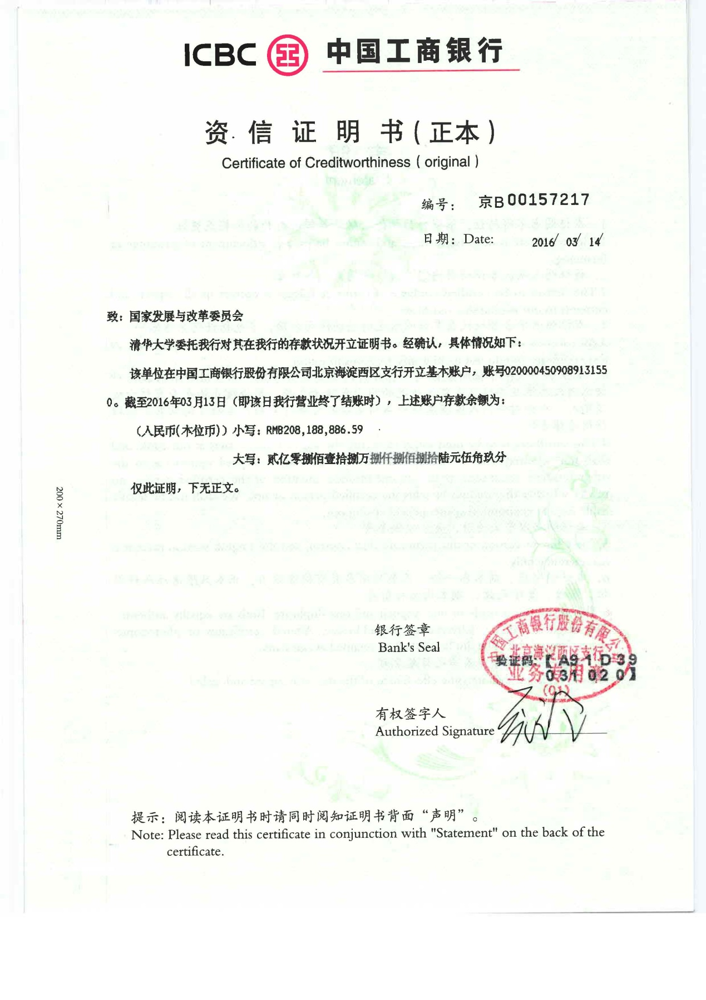 ICBC 中国工商银行
资信证明书(正本)
Certificate of Creditworthiness ( original )
编号: 京B00157217
日期: Date: 2016/ 03/ 14/
致：国家发展与改革委员会
清华大学委托我行对其在我行的存款状况开立证明书。经确认，具体情况如下：
该单位在中国工商银行股份有限公司北京海淀西区支行开立基本账户，账号020000450908913155
0。截至2016年03月13日（即该日我行营业终了结账时），上述账户存款余额为：
（人民币(本位币)）小写：RMB208,188,886.59
大写：贰亿零捌佰壹拾捌万捌仟捌佰捌拾陆元伍角玖分
仅此证明，下无正文。
200×270mm
银行签章
Bank's Seal
中国工商银行股份有限公司
北京海淀西区支行
验证码:【A91D39
0310201】
业务专用章
(01)
有权签字人
Authorized Signature
提示：阅读本证明书时请同时阅知证明书背面“声明”。
Note: Please read this certificate in conjunction with "Statement" on the back of the
certificate.